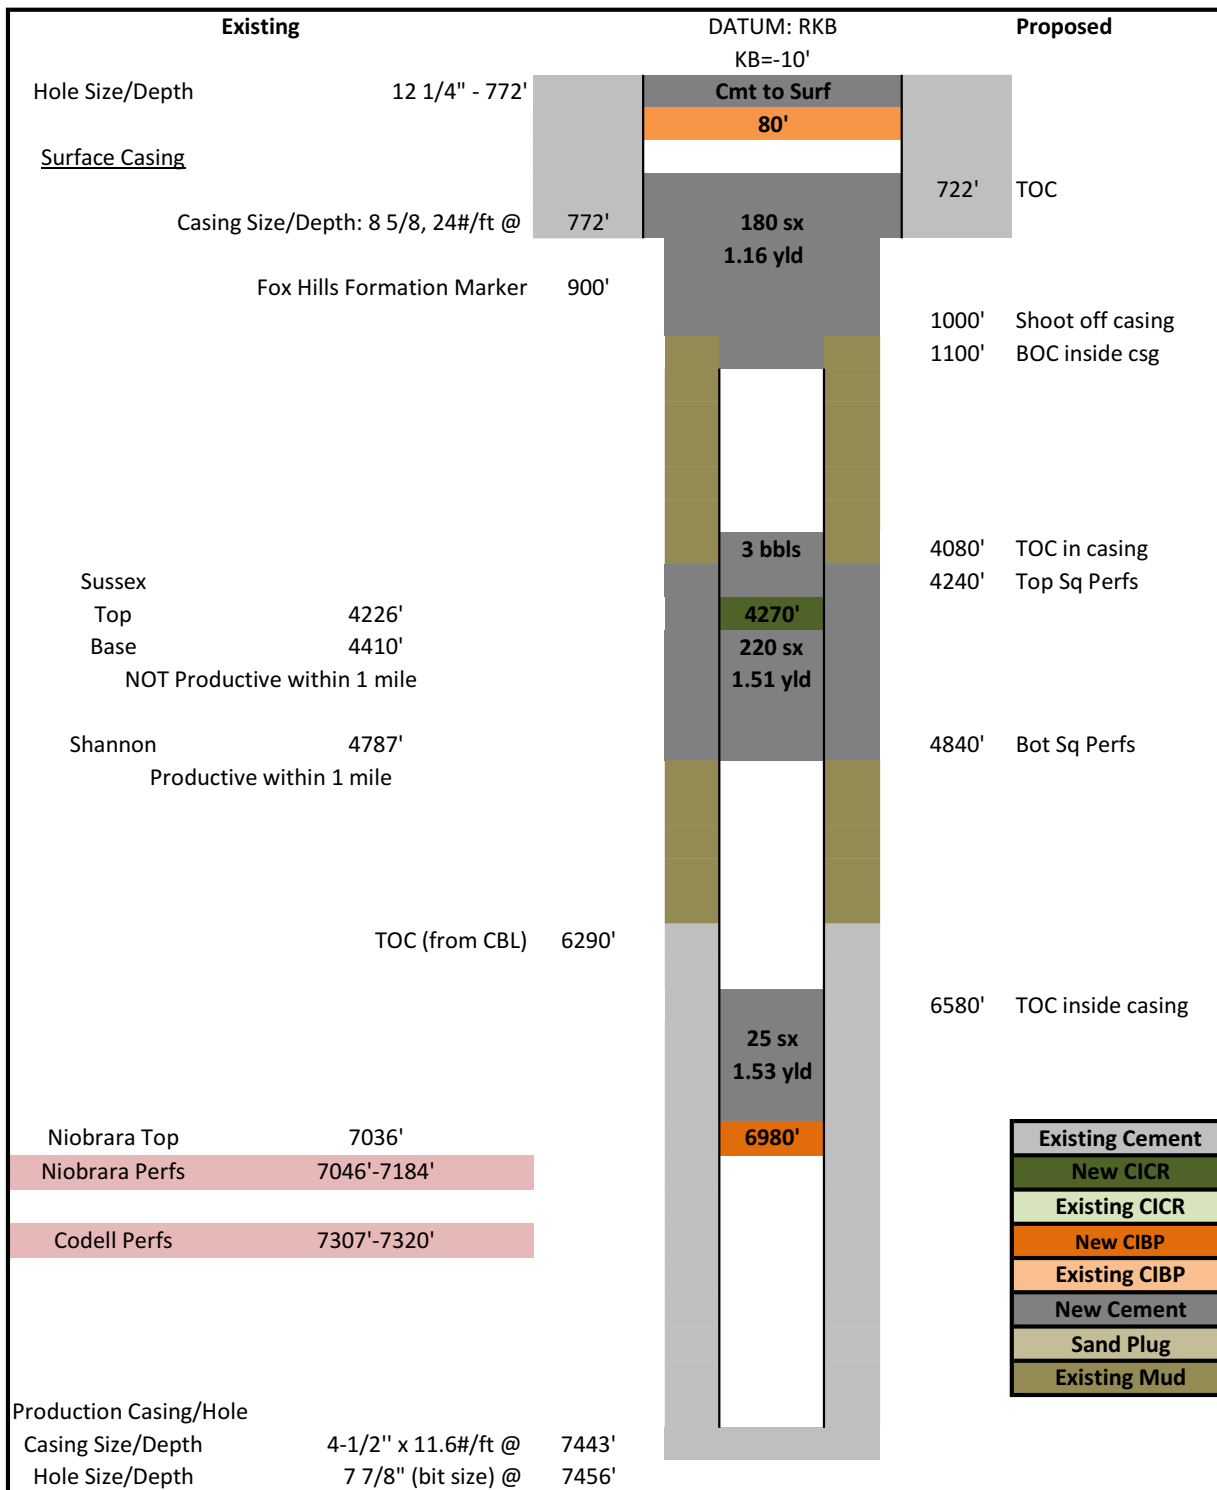 Existing DATUM: RKB Proposed
KB=-10'
Hole Size/Depth 12 1/4" - 772' Cmt to Surf
80'
Surface Casing
722' TOC
Casing Size/Depth: 8 5/8, 24#/ft @ 772' 180 sx
1.16 yld
Fox Hills Formation Marker 900'
1000' Shoot off casing
1100' BOC inside csg
3 bbls 4080' TOC in casing
Sussex 4240' Top Sq Perfs
Top 4226' 4270'
Base 4410' 220 sx
NOT Productive within 1 mile 1.51 yld
Shannon 4787' 4840' Bot Sq Perfs
Productive within 1 mile
TOC (from CBL) 6290'
6580' TOC inside casing
25 sx
1.53 yld
Niobrara Top 7036' 6980' Existing Cement
Niobrara Perfs 7046'-7184' New CICR
Existing CICR
Codell Perfs 7307'-7320' New CIBP
Existing CIBP
New Cement
Sand Plug
Existing Mud
Production Casing/Hole
Casing Size/Depth 4-1/2'' x 11.6#/ft @ 7443'
Hole Size/Depth 7 7/8" (bit size) @ 7456'